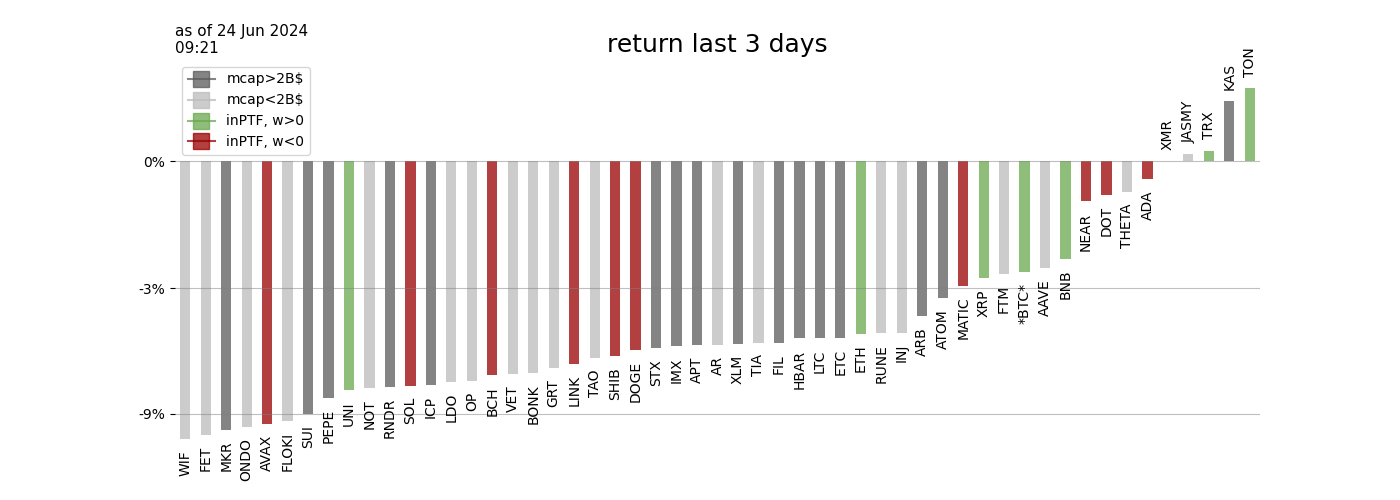 as of 24 Jun 2024
09:21
return last 3 days
mcap>2B$
mcap<2B$
inPTF, w>0
inPTF, w<0
0%
-3%
-9%
WIF
FET
MKR
ONDO
AVAX
FLOKI
SUI
PEPE
UNI
NOT
RNDR
SOL
ICP
LDO
OP
BCH
VET
BONK
GRT
LINK
TAO
SHIB
DOGE
STX
IMX
APT
AR
XLM
TIA
FIL
HBAR
LTC
ETC
ETH
RUNE
INJ
ARB
ATOM
MATIC
XRP
FTM
*BTC*
AAVE
BNB
NEAR
DOT
THETA
ADA
XMR
JASMY
TRX
KAS
TON